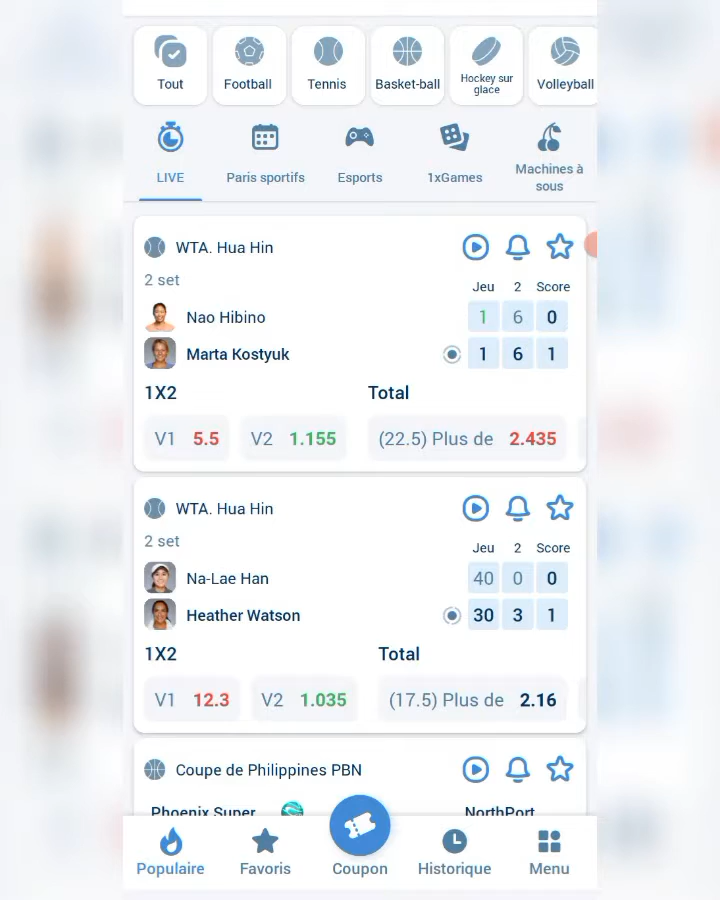 Tout
Football
Tennis
Basket-ball
Hockey sur
glace
Volleyball
LIVE
Paris sportifs
Esports
1xGames
Machines à
sous
WTA. Hua Hin
2 set
Jeu 2 Score
Nao Hibino 1 6 0
Marta Kostyuk 1 6 1
1X2 Total
V1 5.5 V2 1.155 (22.5) Plus de 2.435
WTA. Hua Hin
2 set
Jeu 2 Score
Na-Lae Han 40 0 0
Heather Watson 30 3 1
1X2 Total
V1 12.3 V2 1.035 (17.5) Plus de 2.16
Coupe de Philippines PBN
Phoenix Super NorthPort
Populaire Favoris Coupon Historique Menu